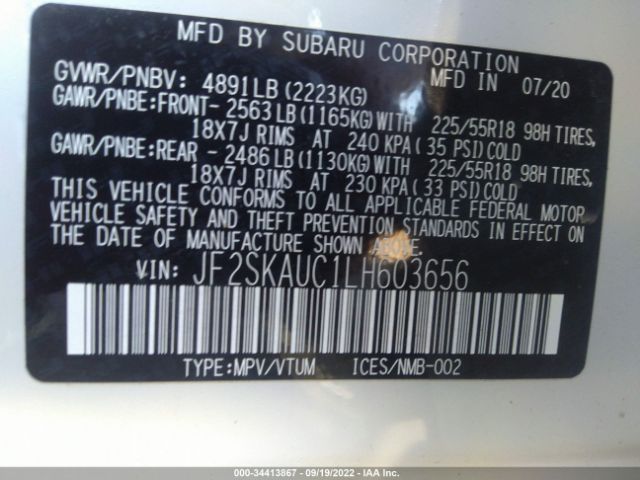 MFD BY SUBARU CORPORATION MFD IN 07/20
GVWR/PNBV: 4891LB (2223KG)
GAWR/PNBE:FRONT- 2563LB (1165KG) WITH 225/55R18 98H TIRES,
18X7J RIMS AT 240 KPA (35 PSI) COLD
GAWR/PNBE:REAR - 2486LB (1130KG) WITH 225/55R18 98H TIRES,
18X7J RIMS AT 230 KPA (33 PSI) COLD
THIS VEHICLE CONFORMS TO ALL APPLICABLE FEDERAL MOTOR
VEHICLE SAFETY AND THEFT PREVENTION STANDARDS IN EFFECT ON
THE DATE OF MANUFACTURE SHOWN ABOVE.
VIN: JF2SKAUC1LH603656
TYPE:MPV/VTUM ICES/NMB-002
000-34413867 - 09/19/2022 - IAA Inc.